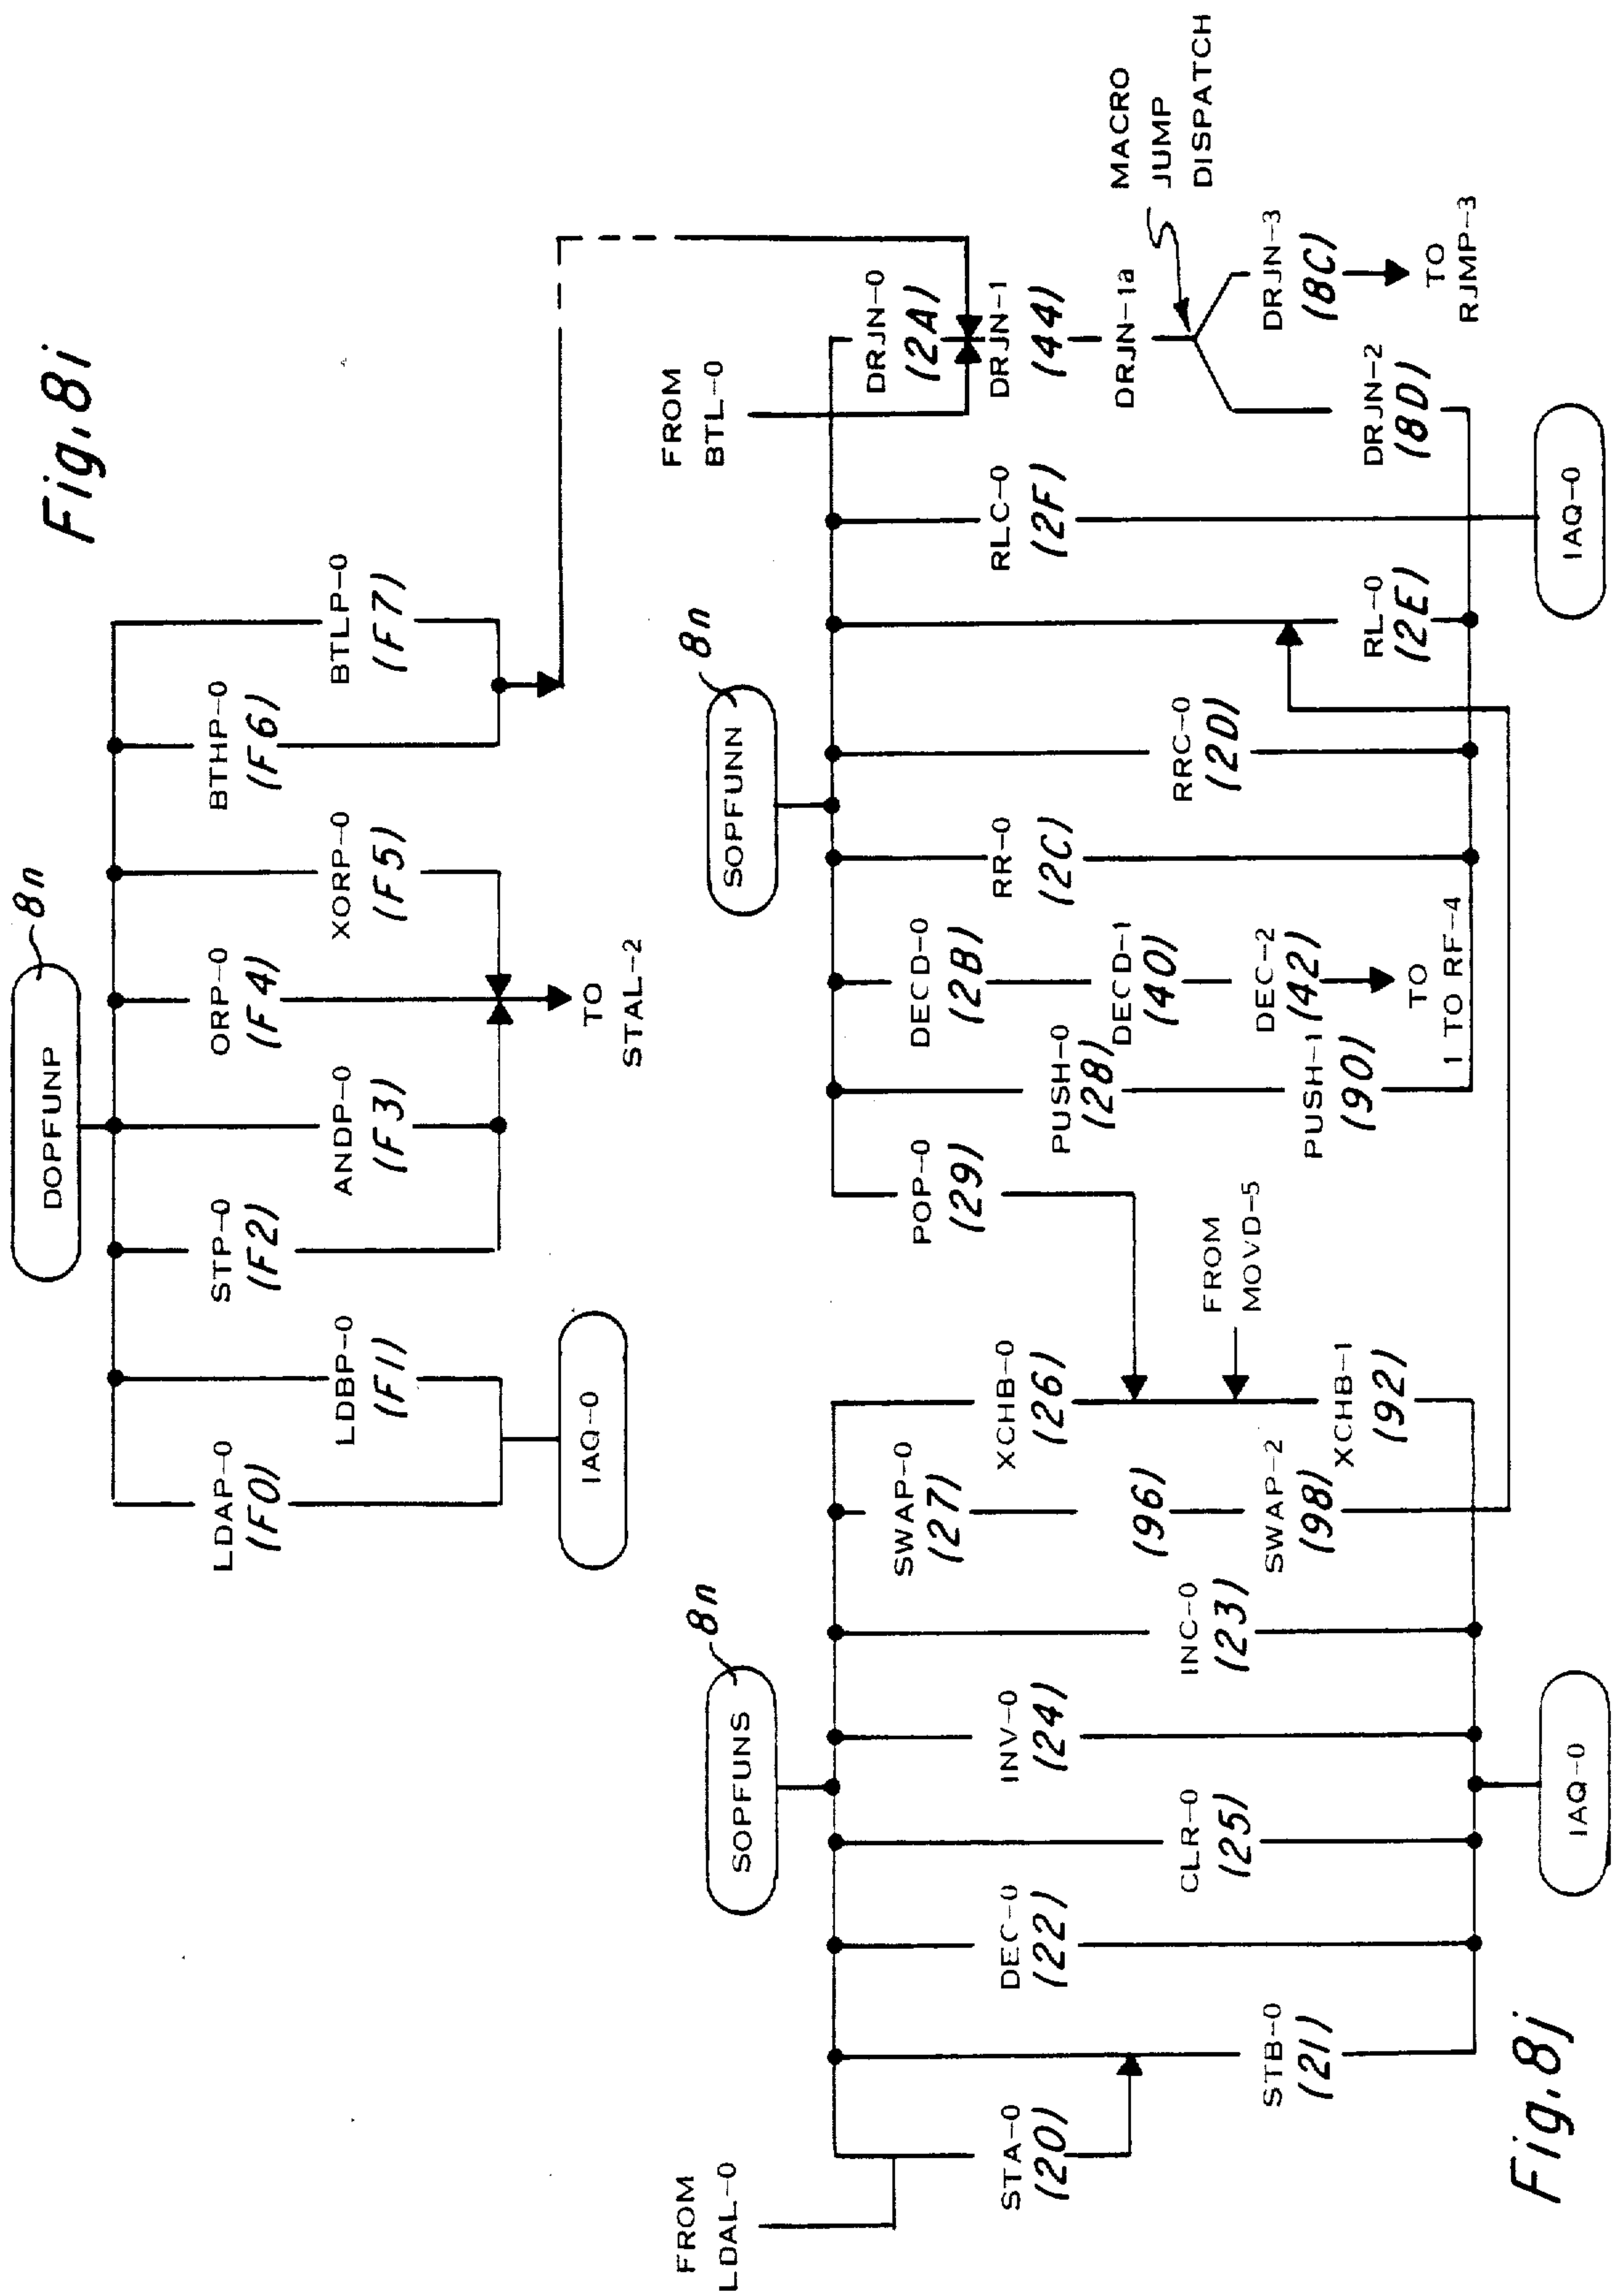 Fig. 8i
DOPFUNP
8n
LDAP-0
(F0)
LDBP-0
(F1)
STP-0
(F2)
ANDP-0
(F3)
ORP-0
(F4)
XORP-0
(F5)
BTHP-0
(F6)
BTLP-0
(F7)
IAQ-0
TO
STAL-2
FROM
LDAL-0
SOPFUNS
8n
STA-0
(20)
STB-0
(21)
DEC-0
(22)
CLR-0
(25)
INV-0
(24)
INC-0
(23)
SWAP-0
(27)
(96)
SWAP-2
(98)
XCHB-0
(26)
XCHB-1
(92)
FROM
MOVD-5
IAQ-0
SOPFUNN
8n
POP-0
(29)
PUSH-0
(28)
PUSH-1
(90)
DECD-0
(2B)
DECD-1
(40)
DEC-2
(42)
TO
1 TO RF-4
RR-0
(2C)
RRC-0
(2D)
RL-0
(2E)
RLC-0
(2F)
FROM
BTL-0
DRJN-0
(2A)
DRJN-1
(44)
DRJN-1a
MACRO
JUMP
DISPATCH
DRJN-2
(8D)
DRJN-3
(8C)
TO
RJMP-3
IAQ-0
Fig. 8j